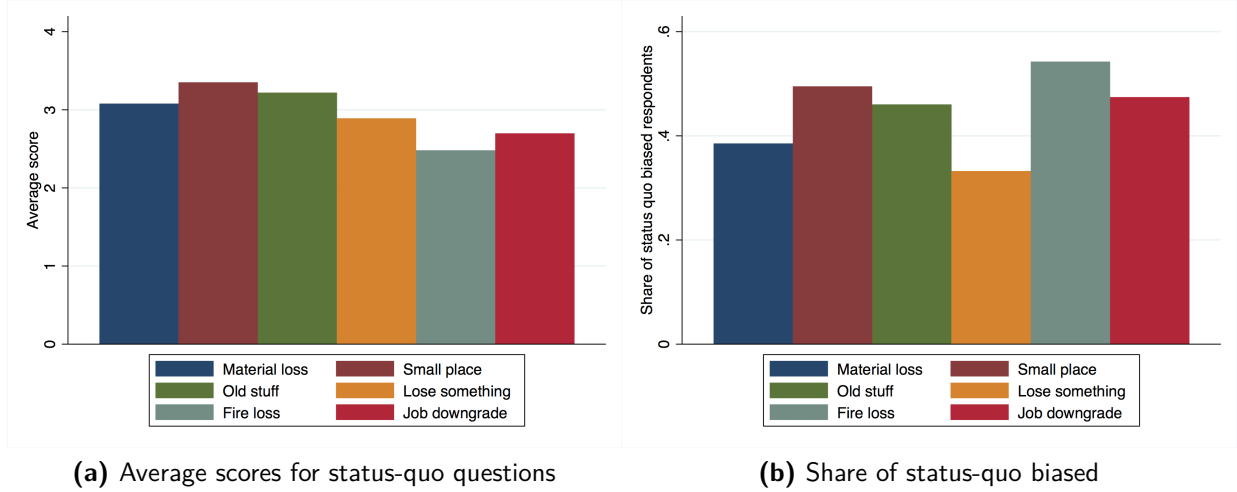 Average score
0
1
2
3
4
Material loss
Small place
Old stuff
Lose something
Fire loss
Job downgrade
(a) Average scores for status-quo questions
Share of status quo biased respondents
0
.2
.4
.6
Material loss
Small place
Old stuff
Lose something
Fire loss
Job downgrade
(b) Share of status-quo biased